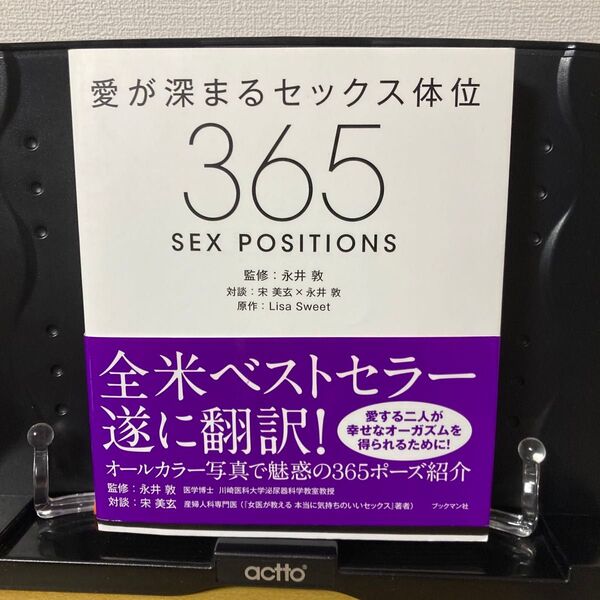 愛が深まるセックス体位
365
SEX POSITIONS
監修：永井 敦
対談：宋 美玄×永井 敦
原作：Lisa Sweet
全米ベストセラー
遂に翻訳！
愛する二人が
幸せなオーガズムを
得られるために！
オールカラー写真で魅惑の365ポーズ紹介
監修：永井 敦 医学博士 川崎医科大学泌尿器科学教室教授
対談：宋 美玄 産婦人科専門医（「女医が教える 本当に気持ちのいいセックス」著者）
ブックマン社
actto®